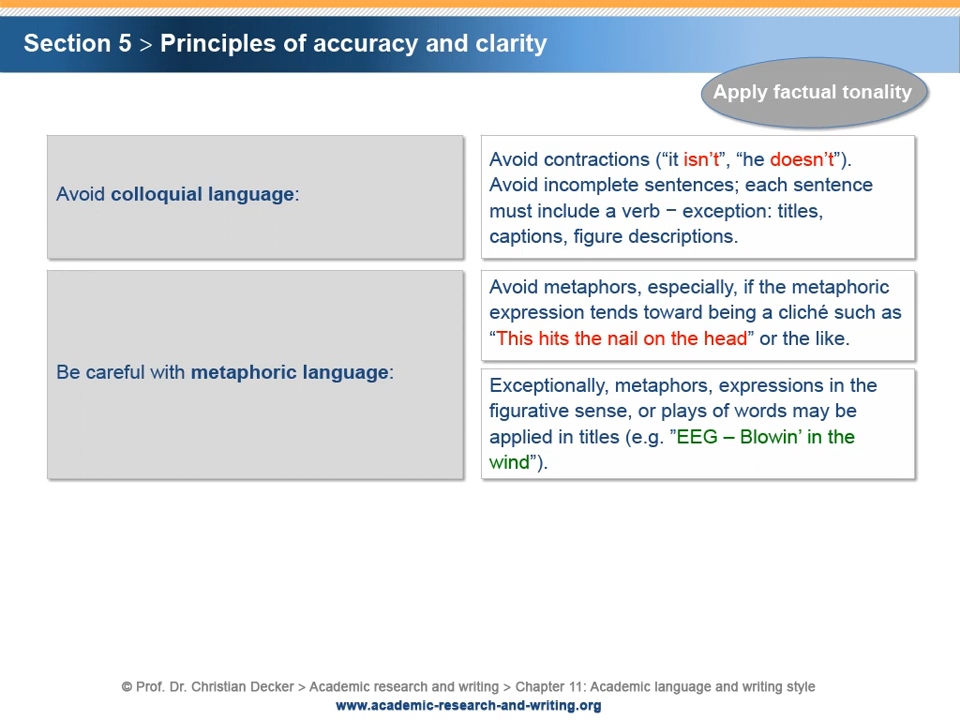 Section 5 > Principles of accuracy and clarity
Apply factual tonality
Avoid colloquial language:
Avoid contractions (“it isn’t”, “he doesn’t”).
Avoid incomplete sentences; each sentence
must include a verb − exception: titles,
captions, figure descriptions.
Be careful with metaphoric language:
Avoid metaphors, especially, if the metaphoric
expression tends toward being a cliché such as
“This hits the nail on the head” or the like.
Exceptionally, metaphors, expressions in the
figurative sense, or plays of words may be
applied in titles (e.g. ”EEG – Blowin’ in the
wind”).
© Prof. Dr. Christian Decker > Academic research and writing > Chapter 11: Academic language and writing style
www.academic-research-and-writing.org